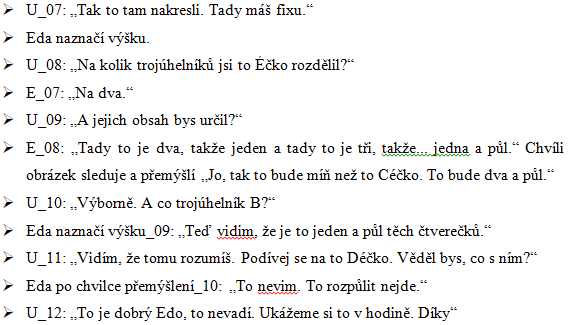 ➢ U_07: „Tak to tam nakresli. Tady máš fixu.“
➢ Eda naznačí výšku.
➢ U_08: „Na kolik trojúhelníků jsi to Éčko rozdělil?“
➢ E_07: „Na dva.“
➢ U_09: „A jejich obsah bys určil?“
➢ E_08: „Tady to je dva, takže jeden a tady to je tři, takže... jedna a půl.“ Chvíli
obrázek sleduje a přemýšlí „Jo, tak to bude míň než to Céčko. To bude dva a půl.“
➢ U_10: „Výborně. A co trojúhelník B?“
➢ Eda naznačí výšku_09: „Teď vidim, že je to jeden a půl těch čtverečků.“
➢ U_11: „Vidím, že tomu rozumíš. Podívej se na to Déčko. Věděl bys, co s ním?“
➢ Eda po chvilce přemýšlení_10: „To nevim. To rozpůlit nejde.“
➢ U_12: „To je dobrý Edo, to nevadí. Ukážeme si to v hodině. Díky“